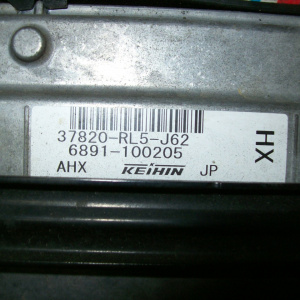 37820-RL5-J62
6891-100205
AHX KEIHIN JP
HX